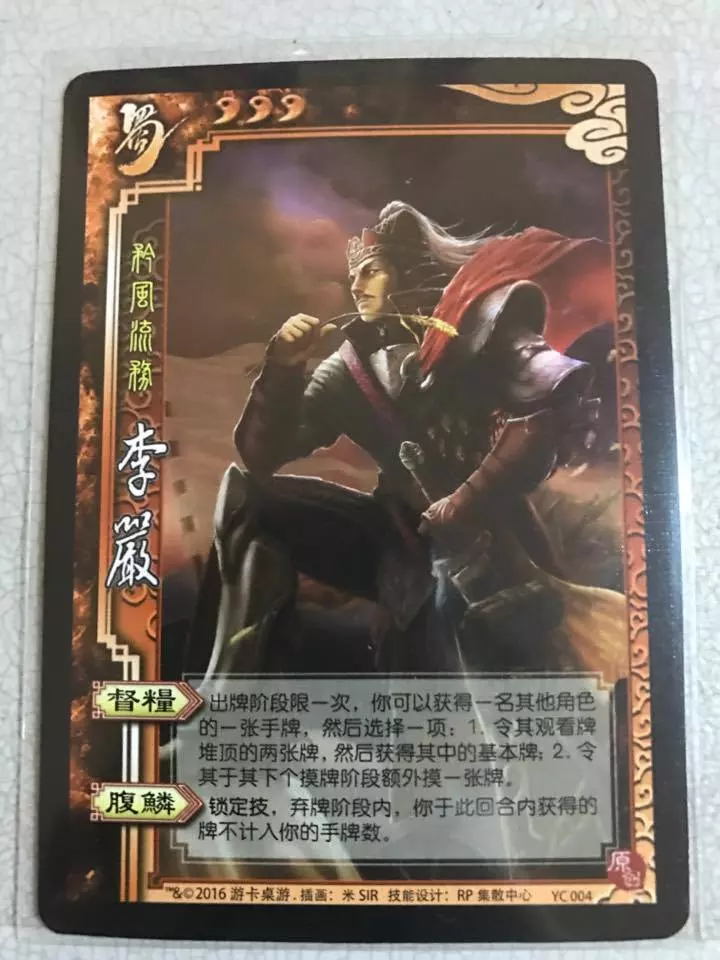 蜀
矜風流務
李嚴
督糧
出牌阶段限一次，你可以获得一名其他角色
的一张手牌，然后选择一项：1. 令其观看牌
堆顶的两张牌，然后获得其中的基本牌；2. 令
其于其下个摸牌阶段额外摸一张牌。
腹鱗
锁定技，弃牌阶段内，你于此回合内获得的
牌不计入你的手牌数。
原创
™&©2016 游卡桌游 . 插画：米 SIR 技能设计：RP 集散中心 YC 004